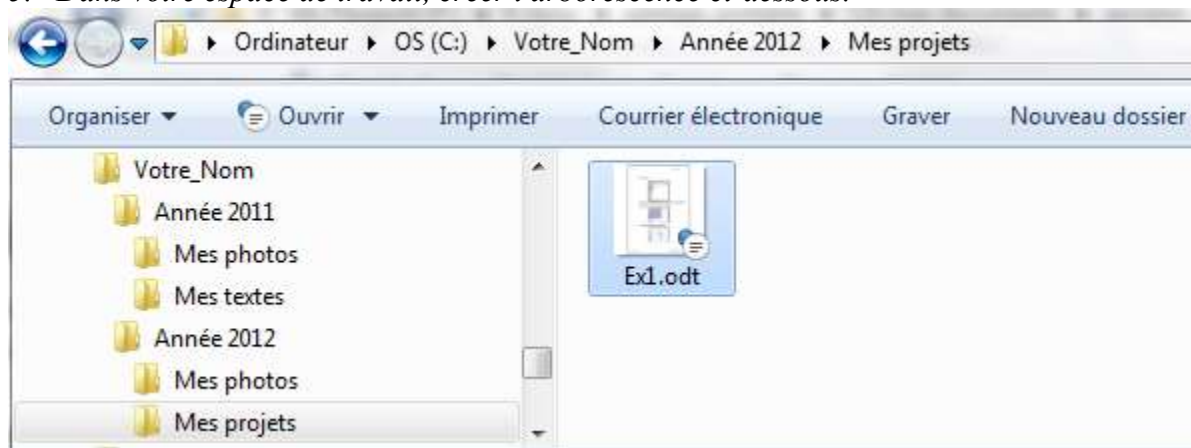 Dans votre espace de travail, créer l'arborescence ci-dessous:
Ordinateur ▸ OS (C:) ▸ Votre_Nom ▸ Année 2012 ▸ Mes projets
Organiser Ouvrir Imprimer Courrier électronique Graver Nouveau dossier
Votre_Nom
Année 2011
Mes photos
Mes textes
Année 2012
Mes photos
Mes projets
Ex1.odt